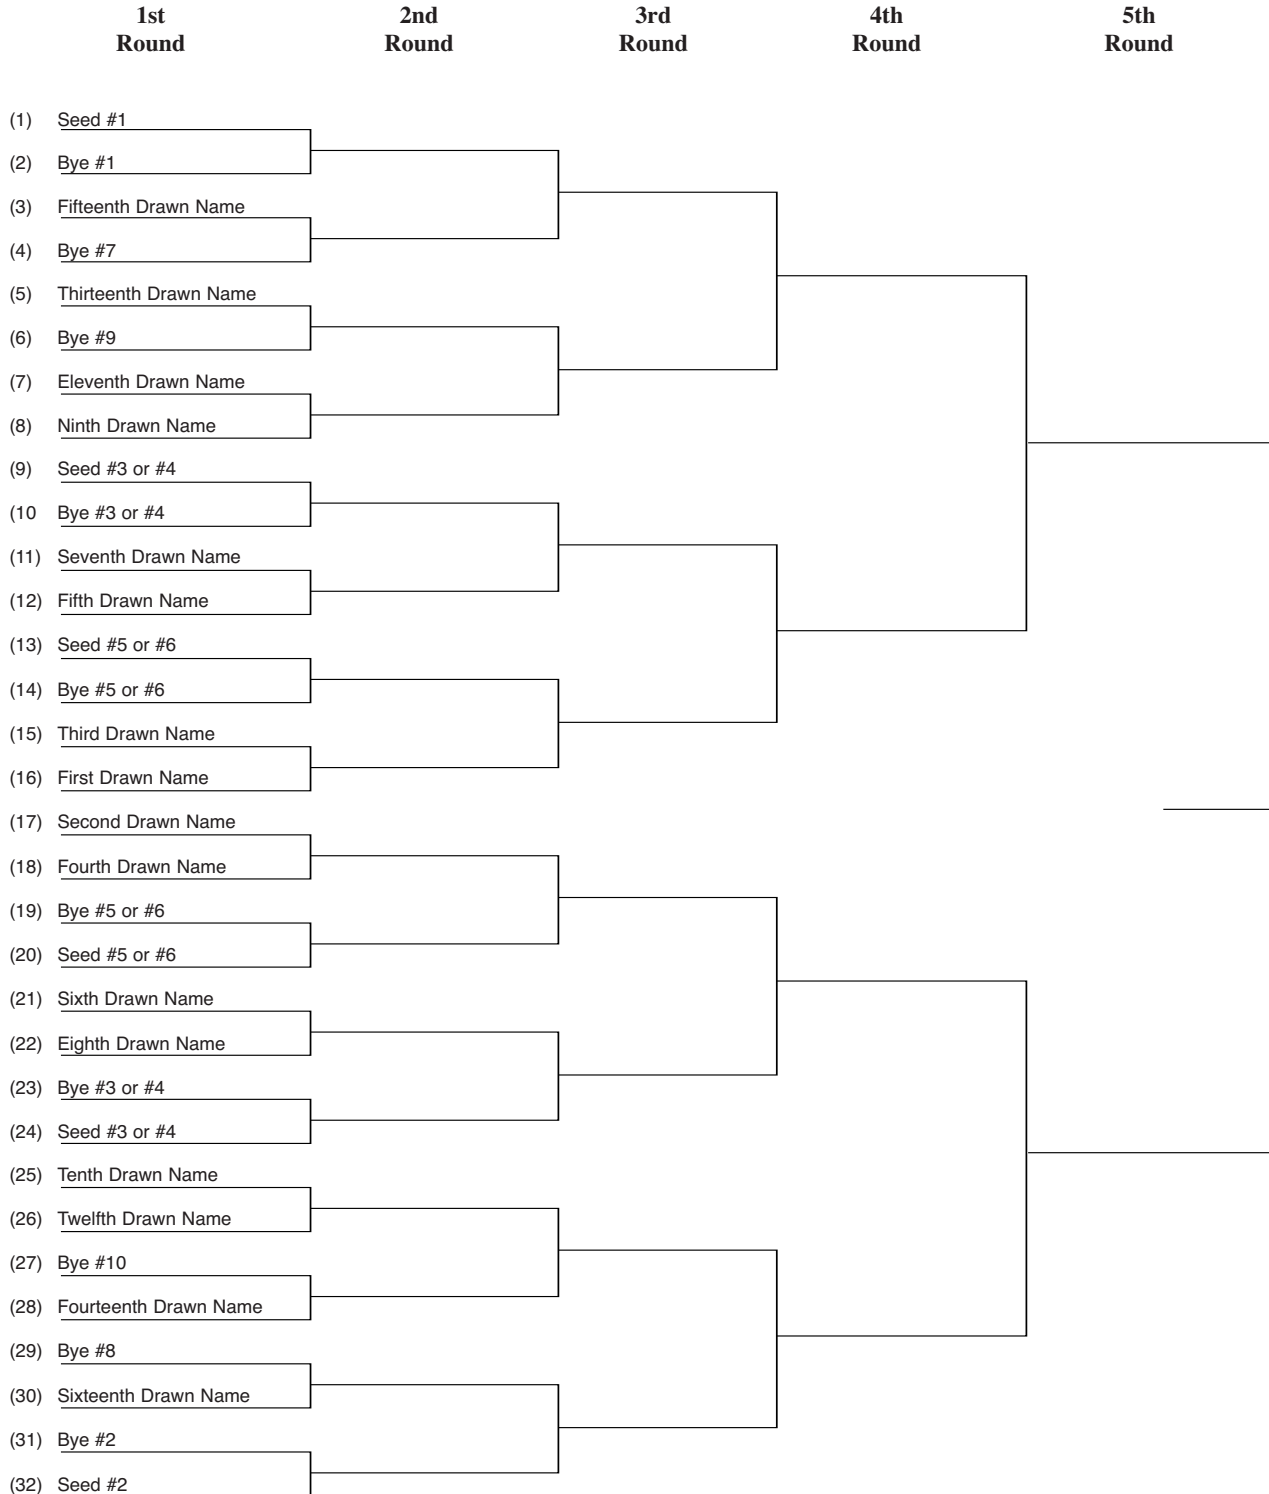 1st 2nd 3rd 4th 5th
Round Round Round Round Round
(1) Seed #1
(2) Bye #1
(3) Fifteenth Drawn Name
(4) Bye #7
(5) Thirteenth Drawn Name
(6) Bye #9
(7) Eleventh Drawn Name
(8) Ninth Drawn Name
(9) Seed #3 or #4
(10 Bye #3 or #4
(11) Seventh Drawn Name
(12) Fifth Drawn Name
(13) Seed #5 or #6
(14) Bye #5 or #6
(15) Third Drawn Name
(16) First Drawn Name
(17) Second Drawn Name
(18) Fourth Drawn Name
(19) Bye #5 or #6
(20) Seed #5 or #6
(21) Sixth Drawn Name
(22) Eighth Drawn Name
(23) Bye #3 or #4
(24) Seed #3 or #4
(25) Tenth Drawn Name
(26) Twelfth Drawn Name
(27) Bye #10
(28) Fourteenth Drawn Name
(29) Bye #8
(30) Sixteenth Drawn Name
(31) Bye #2
(32) Seed #2